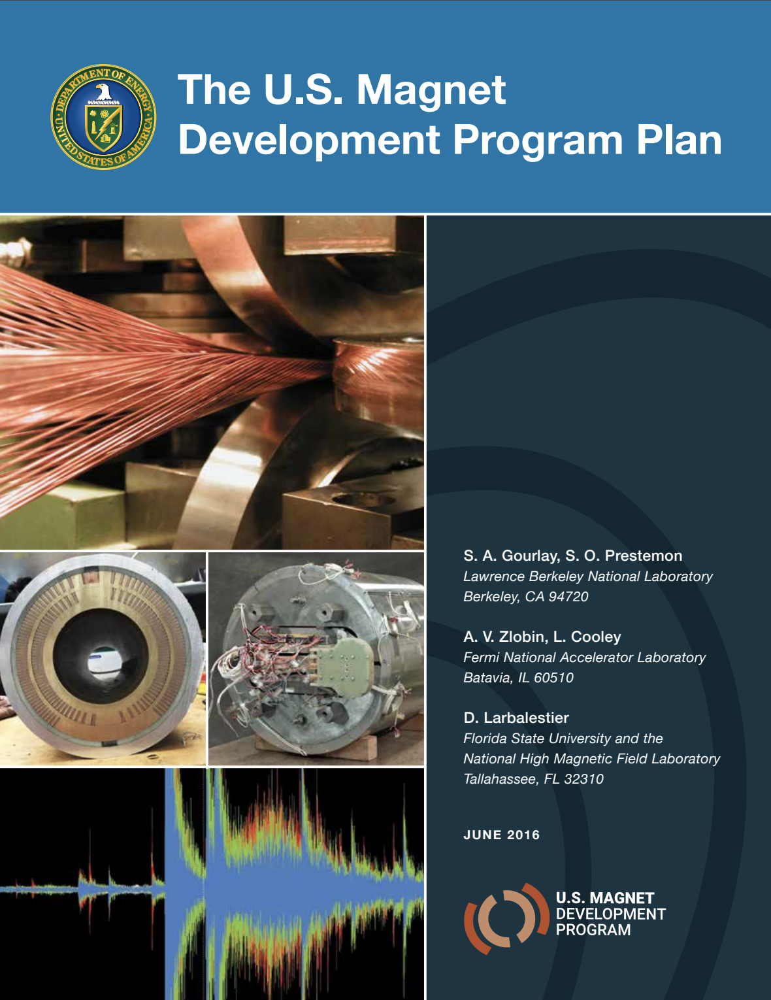 DEPARTMENT OF ENERGY
UNITED STATES OF AMERICA
The U.S. Magnet
Development Program Plan
S. A. Gourlay, S. O. Prestemon
Lawrence Berkeley National Laboratory
Berkeley, CA 94720
A. V. Zlobin, L. Cooley
Fermi National Accelerator Laboratory
Batavia, IL 60510
D. Larbalestier
Florida State University and the
National High Magnetic Field Laboratory
Tallahassee, FL 32310
JUNE 2016
U.S. MAGNET
DEVELOPMENT
PROGRAM